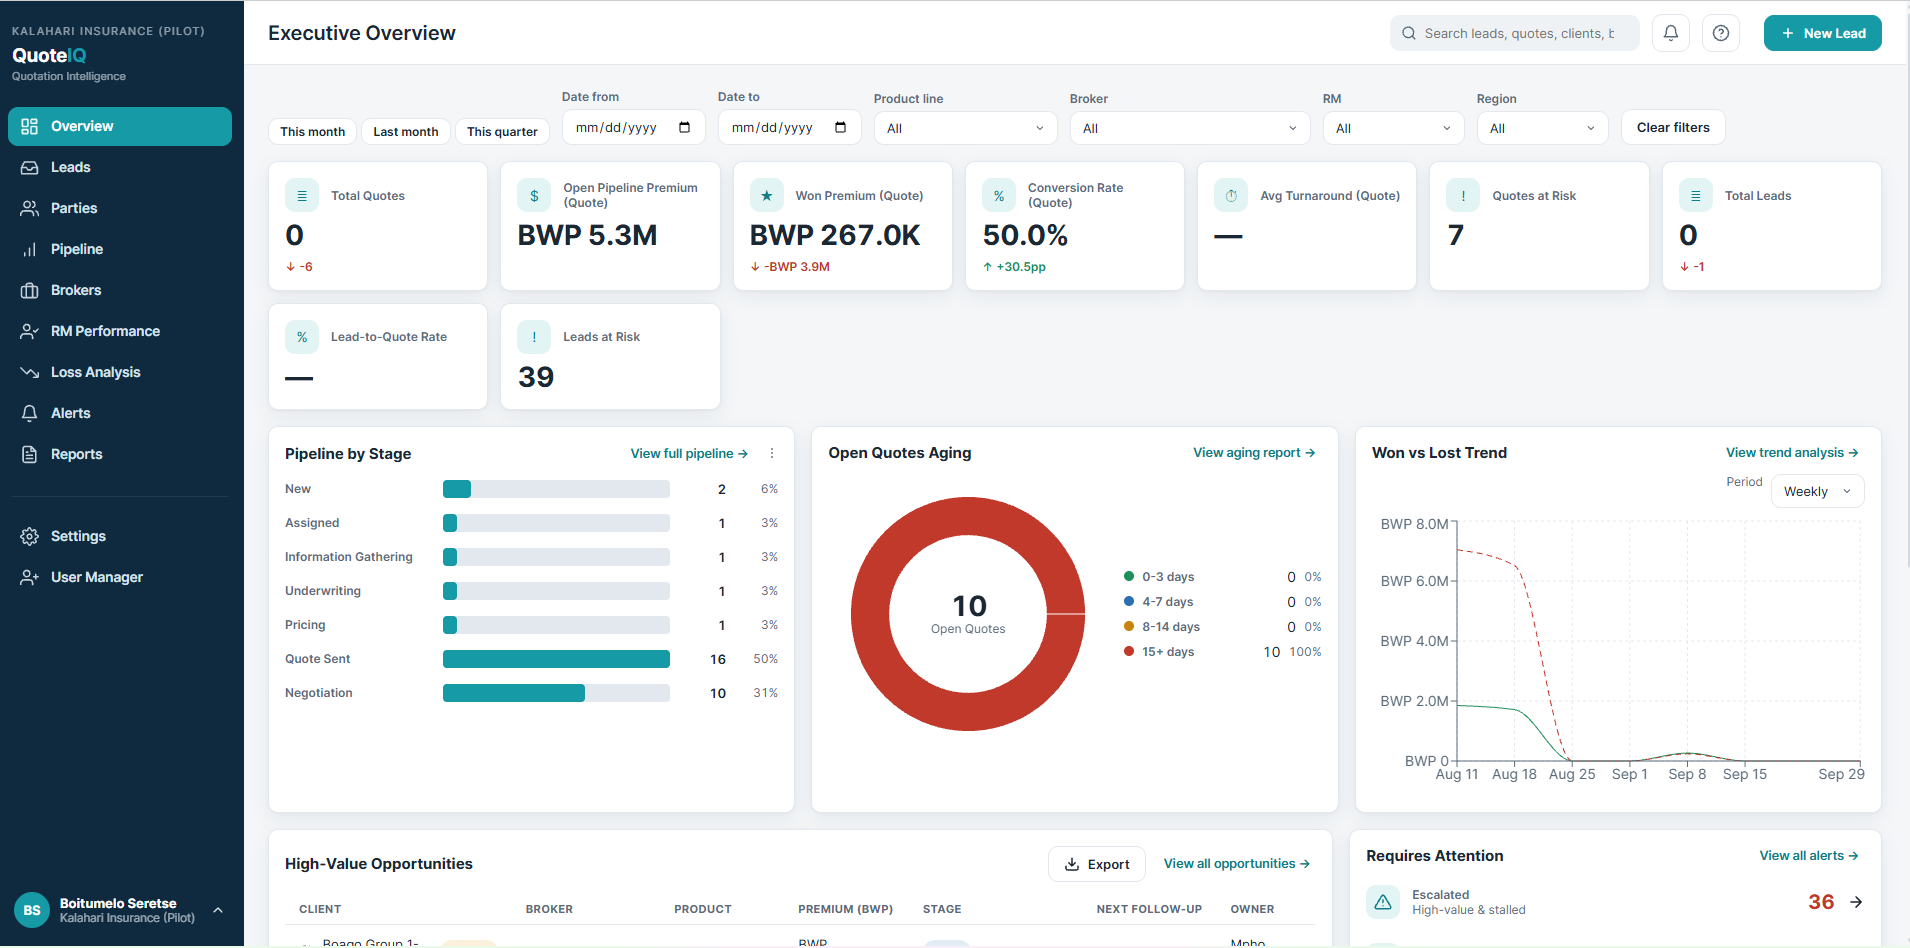 KALAHARI INSURANCE (PILOT)
QuoteIQ
Quotation Intelligence
Overview
Leads
Parties
Pipeline
Brokers
RM Performance
Loss Analysis
Alerts
Reports
Settings
User Manager
BS
Boitumelo Seretse
Kalahari Insurance (Pilot)
Executive Overview
Search leads, quotes, clients, b
New Lead
This month
Last month
This quarter
Date from
mm/dd/yyyy
Date to
mm/dd/yyyy
Product line
All
Broker
All
RM
All
Region
All
Clear filters
Total Quotes
0
↓ -6
$
Open Pipeline Premium
(Quote)
BWP 5.3M
★
Won Premium (Quote)
BWP 267.0K
↓ -BWP 3.9M
%
Conversion Rate
(Quote)
50.0%
↑ +30.5pp
Avg Turnaround (Quote)
—
!
Quotes at Risk
7
Total Leads
0
↓ -1
%
Lead-to-Quote Rate
—
!
Leads at Risk
39
Pipeline by Stage
View full pipeline →
New 2 6%
Assigned 1 3%
Information Gathering 1 3%
Underwriting 1 3%
Pricing 1 3%
Quote Sent 16 50%
Negotiation 10 31%
Open Quotes Aging
View aging report →
10
Open Quotes
0-3 days 0 0%
4-7 days 0 0%
8-14 days 0 0%
15+ days 10 100%
Won vs Lost Trend
View trend analysis →
Period
Weekly
BWP 8.0M
BWP 6.0M
BWP 4.0M
BWP 2.0M
BWP 0
Aug 11 Aug 18 Aug 25 Sep 1 Sep 8 Sep 15 Sep 29
High-Value Opportunities
Export
View all opportunities →
CLIENT BROKER PRODUCT PREMIUM (BWP) STAGE NEXT FOLLOW-UP OWNER
Boago Group 1- BWP Mpho
Requires Attention
View all alerts →
Escalated
High-value & stalled
36 →